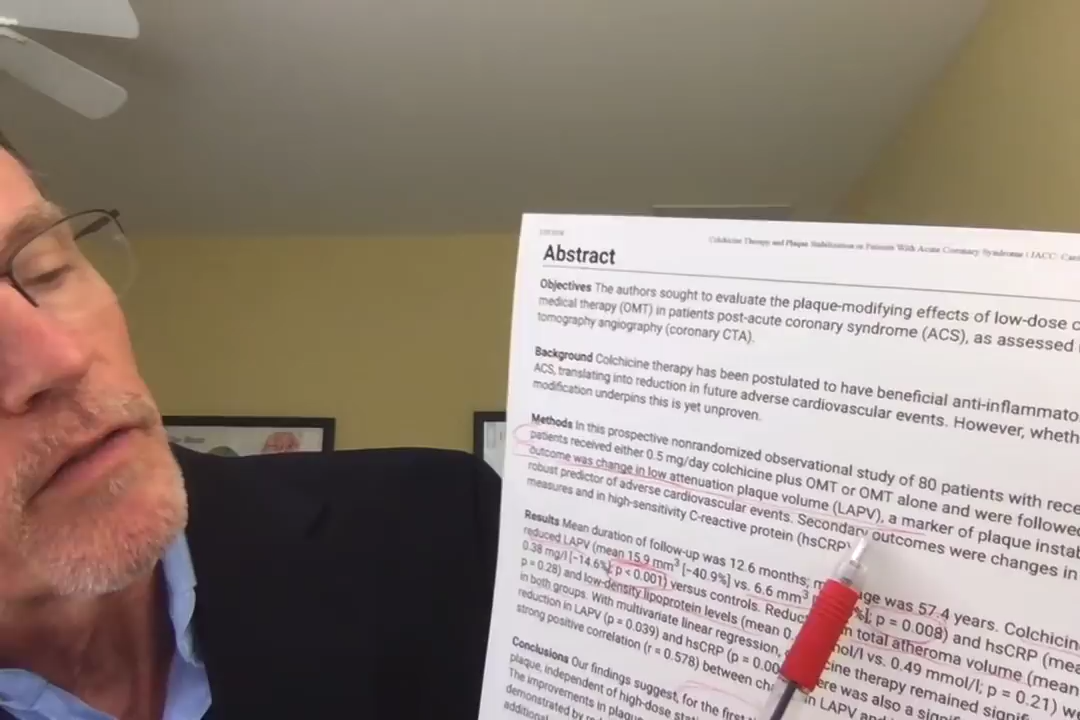 Colchicine Therapy and Plaque Stabilization in Patients With Acute Coronary Syndrome | JACC: Car
Abstract
Objectives The authors sought to evaluate the plaque-modifying effects of low-dose c
medical therapy (OMT) in patients post-acute coronary syndrome (ACS), as assessed
tomography angiography (coronary CTA).
Background Colchicine therapy has been postulated to have beneficial anti-inflammato
ACS, translating into reduction in future adverse cardiovascular events. However, wheth
modification underpins this is yet unproven.
Methods In this prospective nonrandomized observational study of 80 patients with rece
patients received either 0.5 mg/day colchicine plus OMT or OMT alone and were followed
outcome was change in low attenuation plaque volume (LAPV), a marker of plaque instab
robust predictor of adverse cardiovascular events. Secondary outcomes were changes in
measures and in high-sensitivity C-reactive protein (hsCRP)
Results Mean duration of follow-up was 12.6 months; m age was 57.4 years. Colchicin
reduced LAPV (mean 15.9 mm³ [−40.9%] vs. 6.6 mm³ %]; p = 0.008) and hsCRP (mea
0.38 mg/l [−14.6%]; p < 0.001) versus controls. Reduc in total atheroma volume (mean
p = 0.28) and low-density lipoprotein levels (mean 0. mol/l vs. 0.49 mmol/l; p = 0.21) we
in both groups. With multivariate linear regression, cine therapy remained signif
reduction in LAPV (p = 0.039) and hsCRP (p = 0.00 ere was also a signi
strong positive correlation (r = 0.578) between ch n LAPV and
Conclusions Our findings suggest, for the first
plaque, independent of high-dose sta
The improvements in plaqu
demonstrated by re
additional